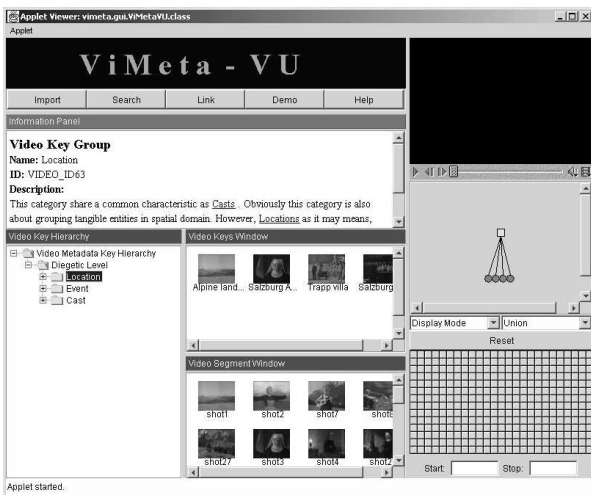 Applet Viewer: vimeta.gui.ViMetaVU.class
Applet
ViMeta - VU
Import Search Link Demo Help
Information Panel
Video Key Group
Name: Location
ID: VIDEO_ID63
Description:
This category share a common characteristic as Casts . Obviously this category is also
about grouping tangible entities in spatial domain. However, Locations as it may means,
Video Key Hierarchy
Video Metadata Key Hierarchy
Diegetic Level
Location
Event
Cast
Video Keys Window
Alpine land... Salzburg A... Trapp villa Salzburg
Video Segment Window
shot1 shot2 shot7 shot8
shot27 shot3 shot4 shot2
Display Mode Union
Reset
Start: Stop:
Applet started.